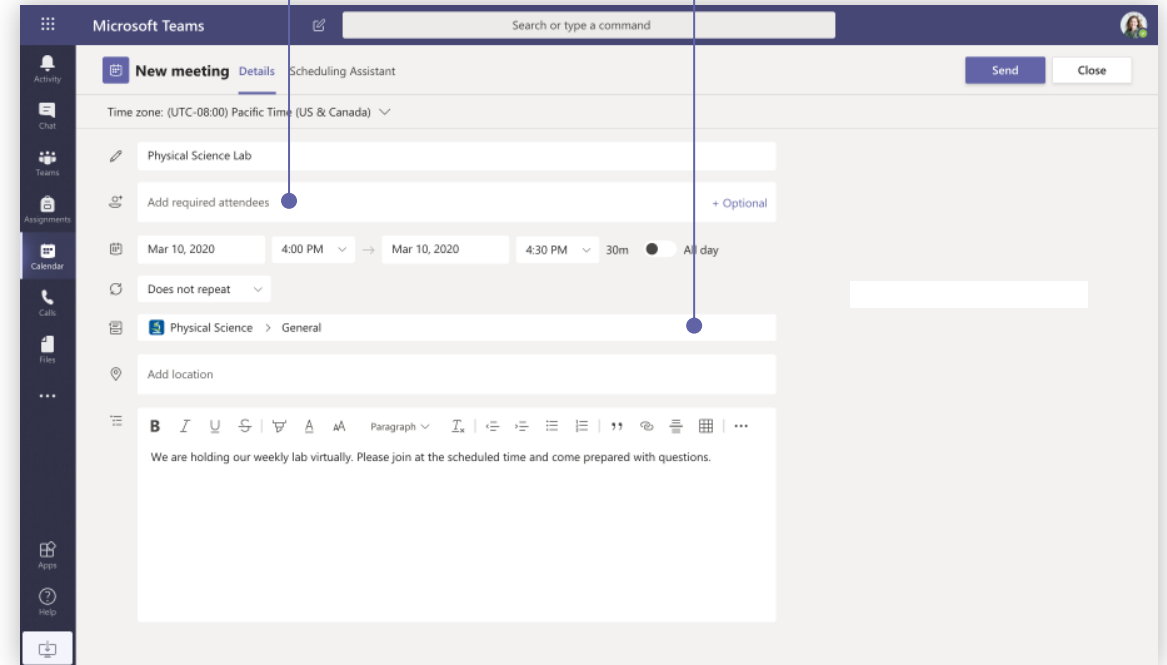 Microsoft Teams
Search or type a command
Activity
Chat
Teams
Assignments
Calendar
Calls
Files
Apps
Help
New meeting Details Scheduling Assistant
Send Close
Time zone: (UTC-08:00) Pacific Time (US & Canada)
Physical Science Lab
Add required attendees + Optional
Mar 10, 2020 4:00 PM → Mar 10, 2020 4:30 PM 30m All day
Does not repeat
Physical Science > General
Add location
B I U S A AA Paragraph Tx
We are holding our weekly lab virtually. Please join at the scheduled time and come prepared with questions.